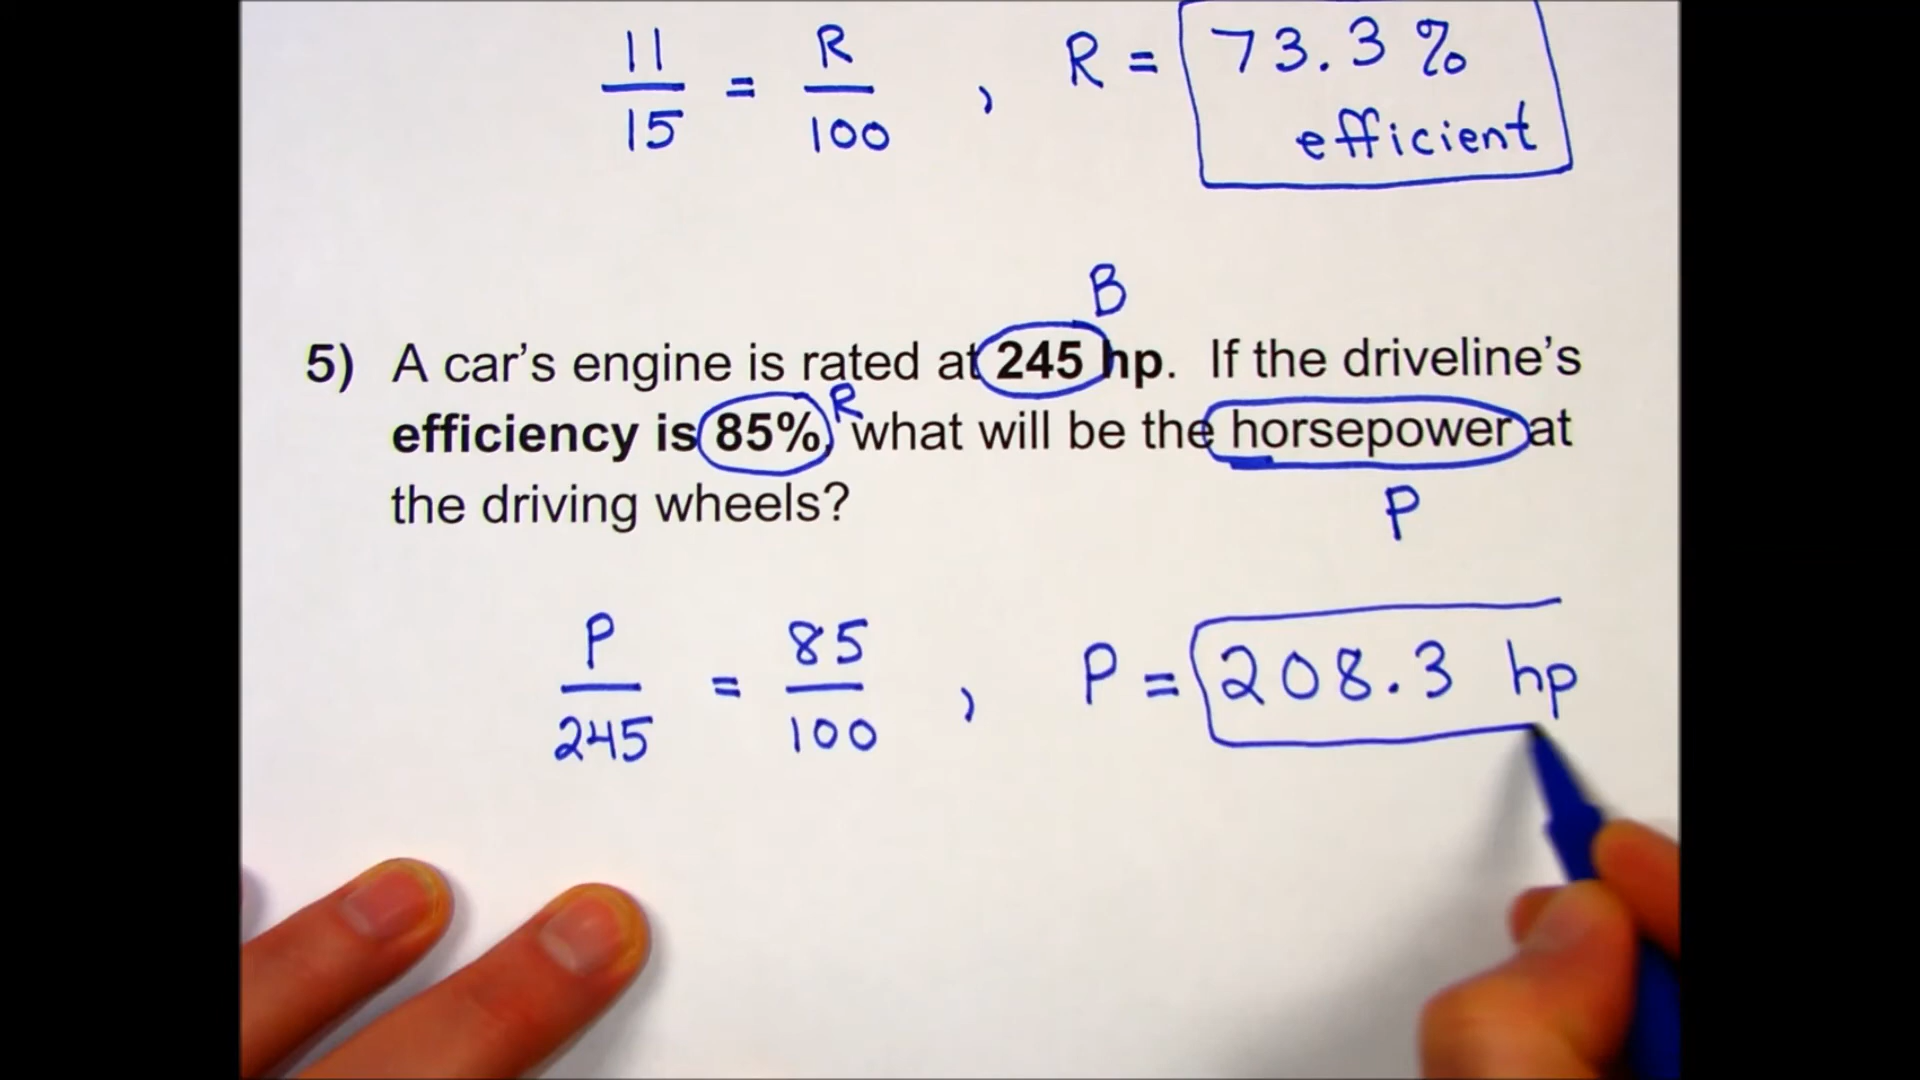 11/15 = R/100 , R = 73.3 %
efficient
B
5) A car's engine is rated at 245 hp. If the driveline's
R
efficiency is 85%, what will be the horsepower at
P
the driving wheels?
P/245 = 85/100 , P = 208.3 hp